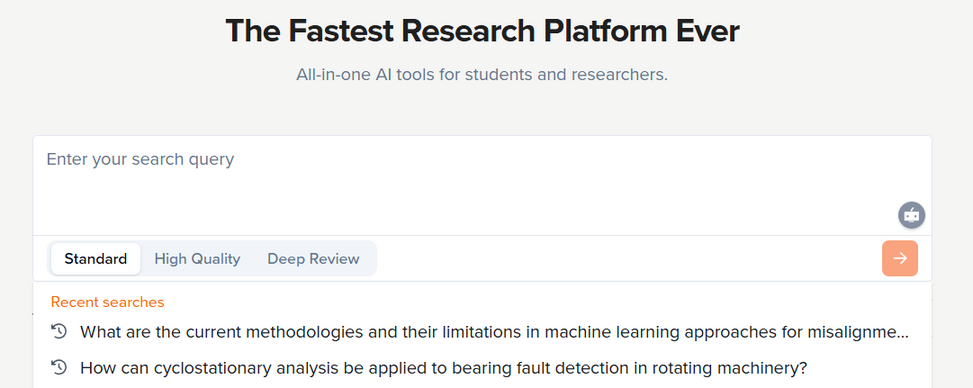 The Fastest Research Platform Ever
All-in-one AI tools for students and researchers.
Enter your search query
Standard High Quality Deep Review
Recent searches
What are the current methodologies and their limitations in machine learning approaches for misalignme...
How can cyclostationary analysis be applied to bearing fault detection in rotating machinery?